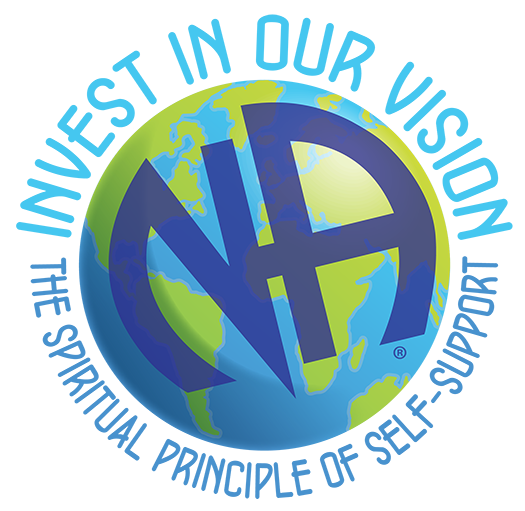 INVEST IN OUR VISION
NA
®
THE SPIRITUAL PRINCIPLE OF SELF-SUPPORT